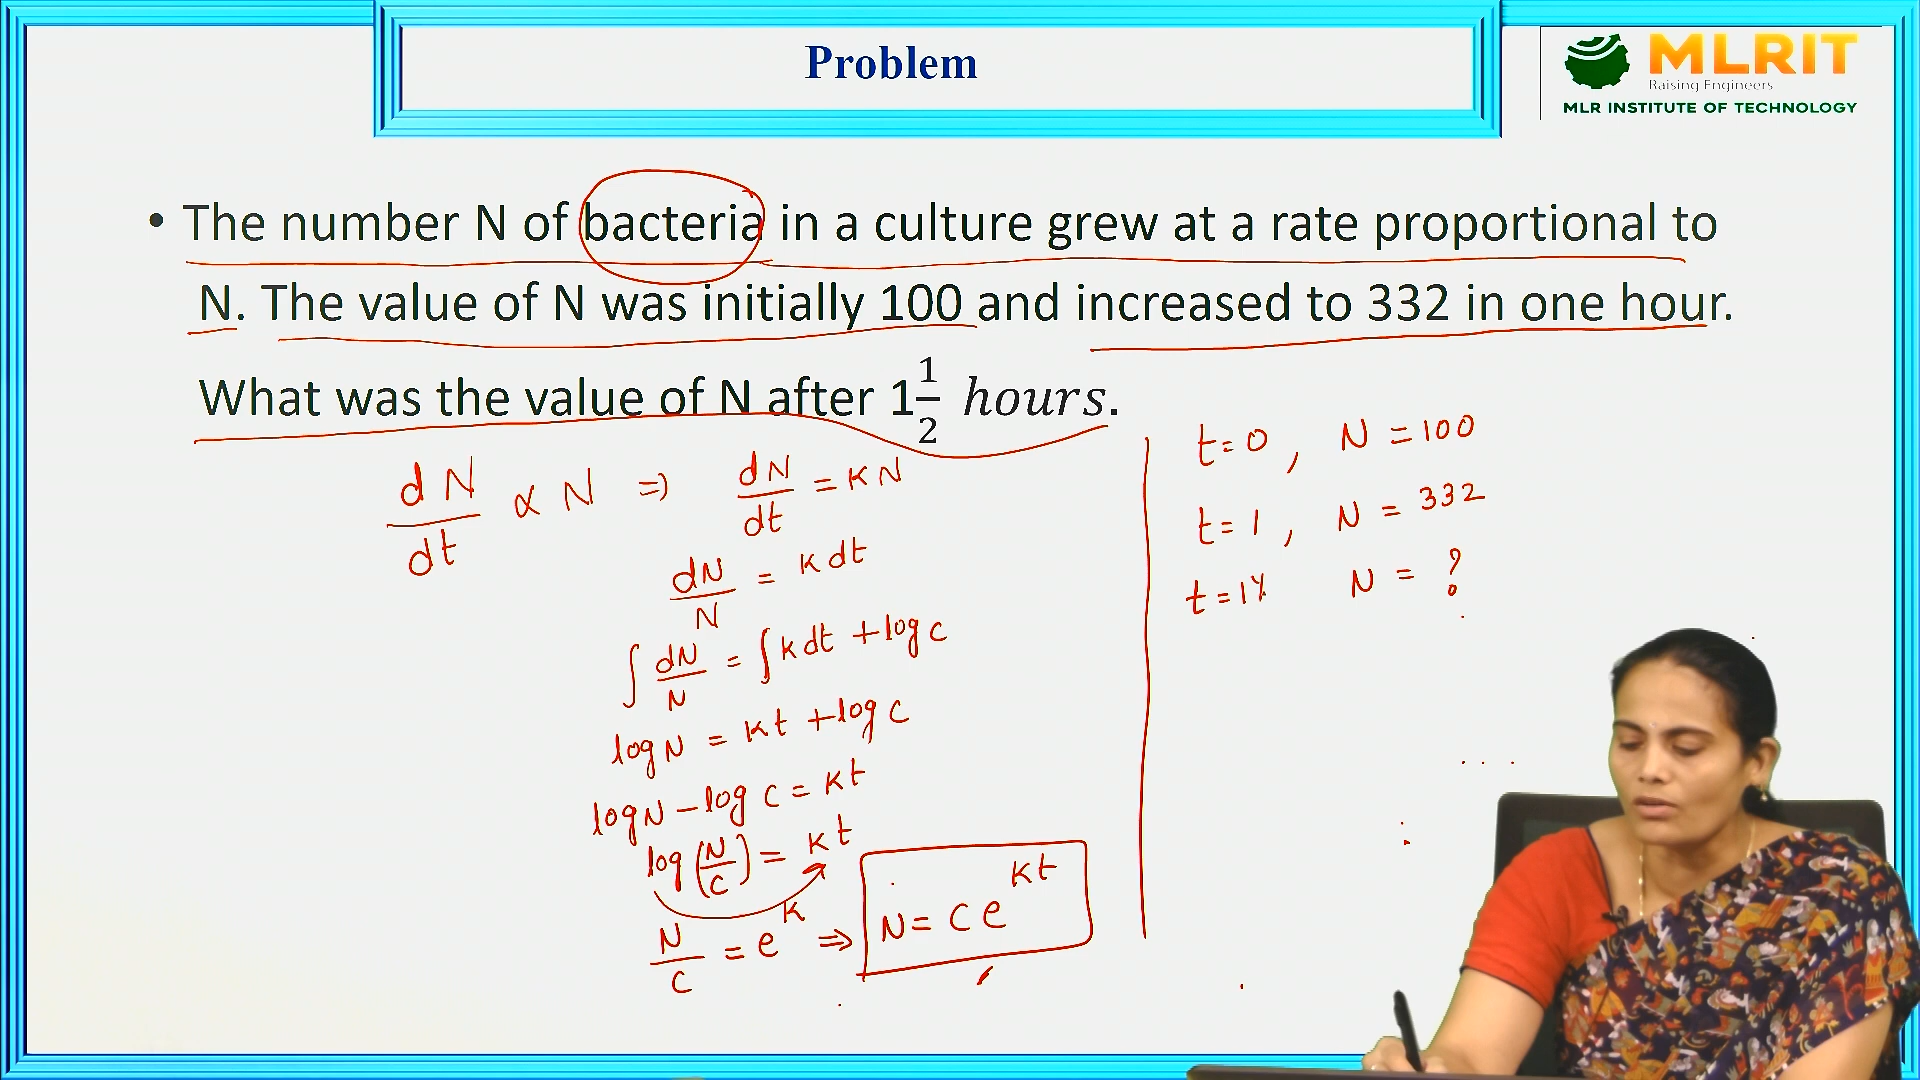 Problem
MLRIT
Raising Engineers
MLR INSTITUTE OF TECHNOLOGY
• The number N of bacteria in a culture grew at a rate proportional to
N. The value of N was initially 100 and increased to 332 in one hour.
What was the value of N after 1 1/2 hours.
dN/dt ∝ N ⇒ dN/dt = KN
dN/N = Kdt
∫ dN/N = ∫ Kdt + log c
log N = Kt + log c
log N – log c = Kt
log (N/c) = Kt
N/c = e^K ⇒ N = c e^Kt
t=0, N = 100
t=1, N = 332
t=1½ N = ?